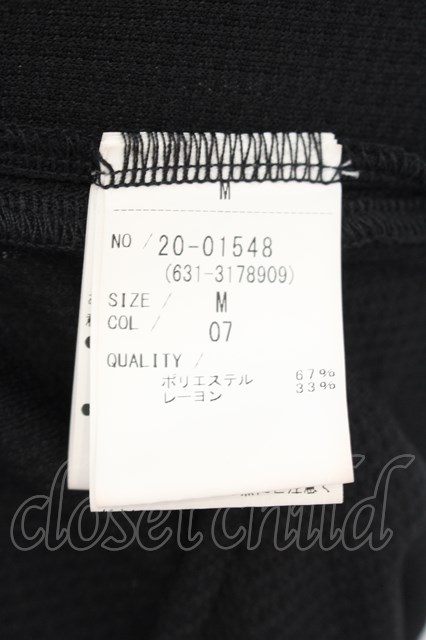 M
NO / 20-01548
(631-3178909)
SIZE / M
COL / 07
QUALITY /
ポリエステル 67%
レーヨン 33%
closet child